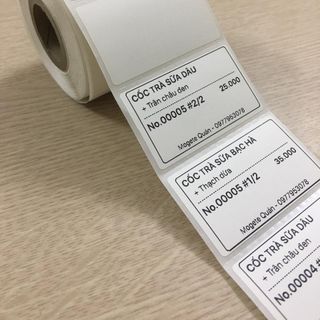 CỐC TRÀ SỮA DÂU
+ Trân châu đen 25.000
No.00005 #2/2
Mogete Quán - 0977963078
CỐC TRÀ SỮA BẠC HÀ
+ Thạch dừa 35.000
No.00005 #1/2
Mogete Quán - 0977963078
CỐC TRÀ SỮA DÂU
+ Trân châu đen
No.00004 #